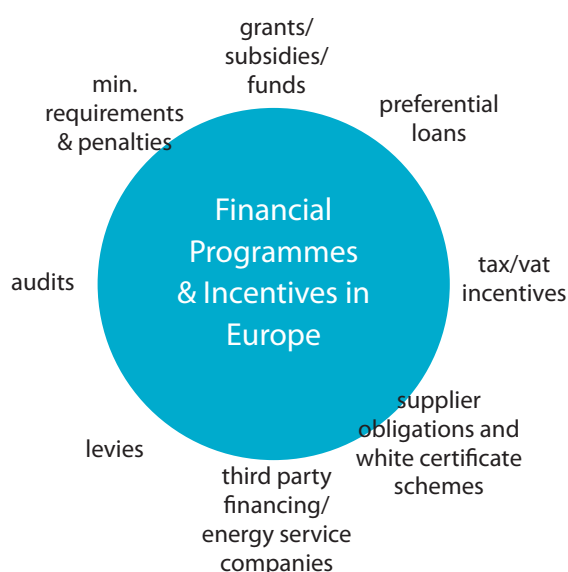 grants/
subsidies/
funds
preferential
loans
tax/vat
incentives
supplier
obligations and
white certificate
schemes
third party
financing/
energy service
companies
levies
audits
min.
requirements
& penalties
Financial
Programmes
& Incentives in
Europe